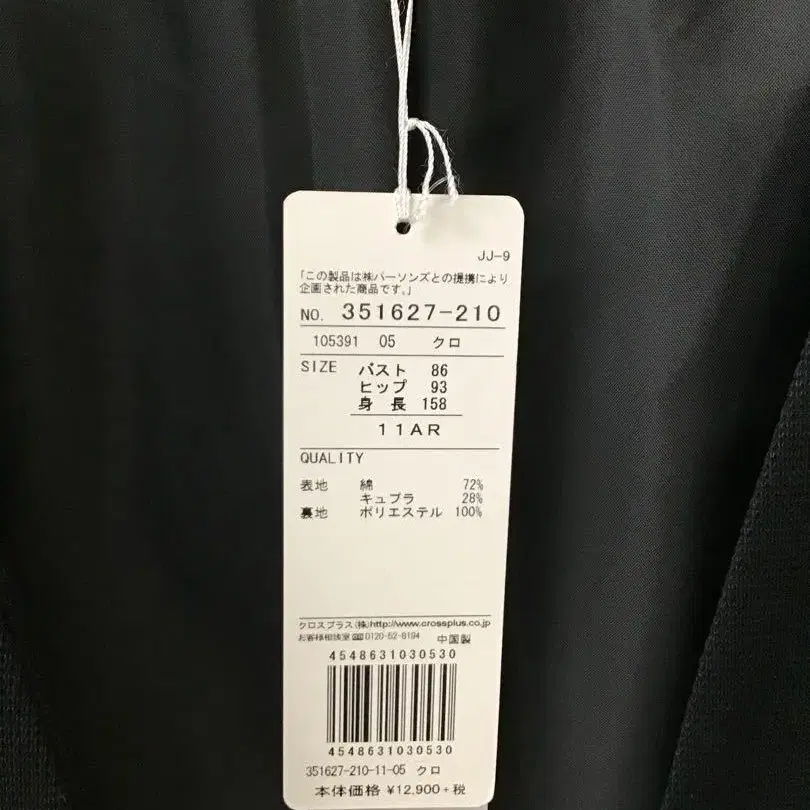 JJ-9
「この製品は㈱パーソンズとの提携により
企画された商品です。」
NO. 351627-210
105391 05 クロ
SIZE バスト 86
ヒップ 93
身長 158
11AR
QUALITY
表地 綿 72%
キュプラ 28%
裏地 ポリエステル 100%
クロスプラス(株)http://www.crossplus.co.jp
お客様相談室 0120-52-8194 中国製
4548631030530
4548631030530
351627-210-11-05 クロ
本体価格 ¥12,900+税